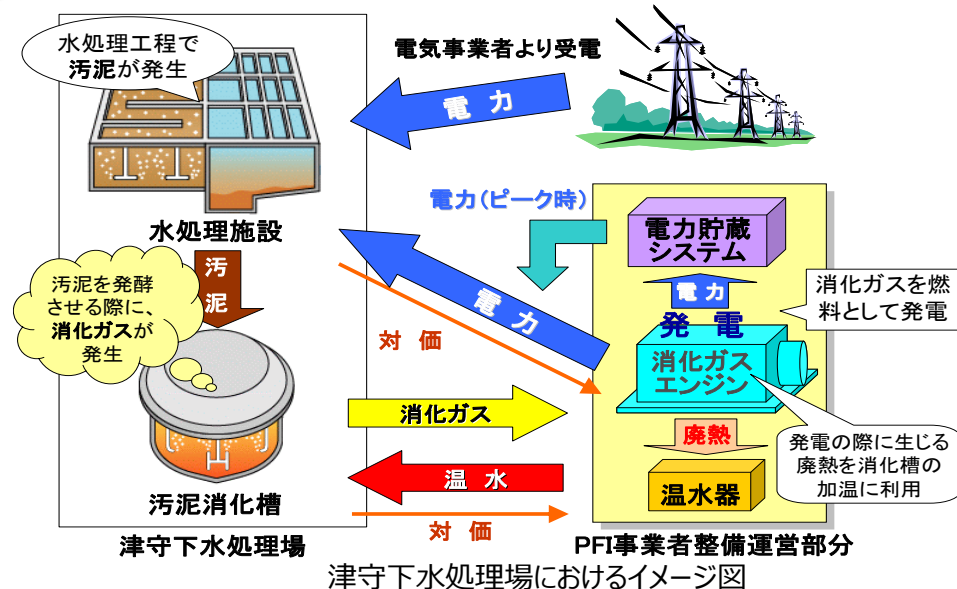 水処理工程で
汚泥が発生
電気事業者より受電
電 力
水処理施設
電力(ピーク時)
電力貯蔵
システム
汚
泥
汚泥を発酵
させる際に、
消化ガスが
発生
電 力
対 価
電 力
発 電
消化ガスを燃
料として発電
消化ガス
エンジン
消化ガス
廃熱
発電の際に生じる
廃熱を消化槽の
加温に利用
温 水
温水器
汚泥消化槽
対 価
津守下水処理場
PFI事業者整備運営部分
津守下水処理場におけるイメージ図